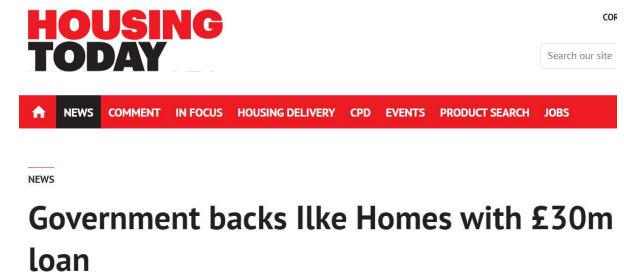 HOUSING
TODAY
Search our site
NEWS COMMENT IN FOCUS HOUSING DELIVERY CPD EVENTS PRODUCT SEARCH JOBS
NEWS
Government backs Ilke Homes with £30m
loan